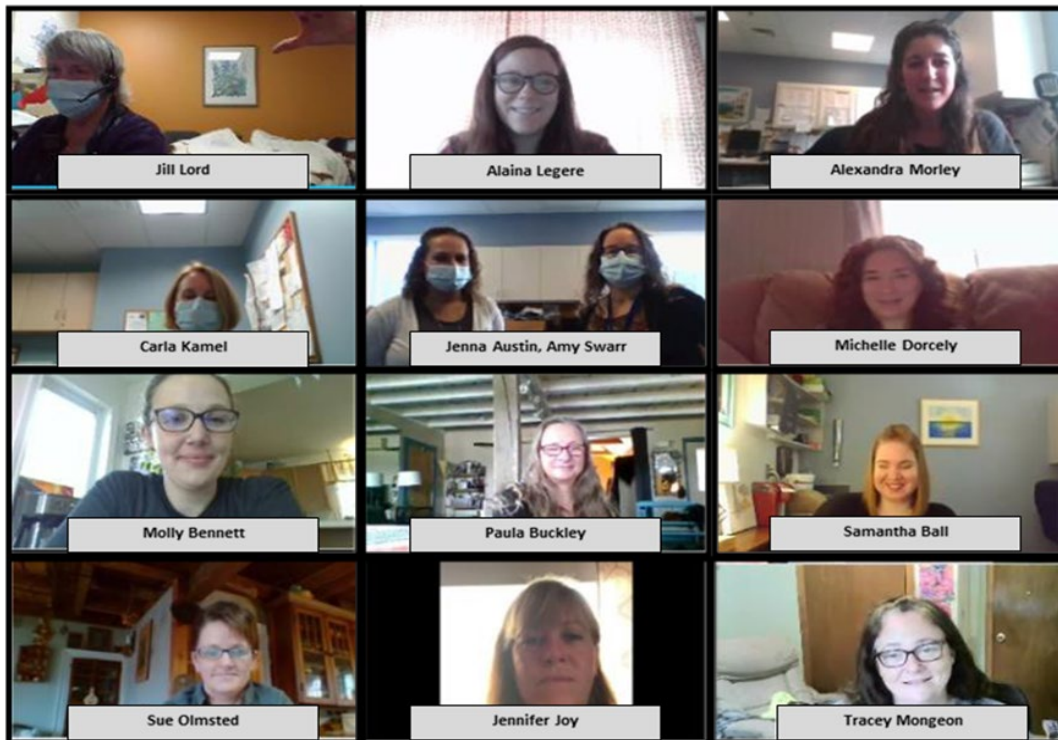 Jill Lord
Alaina Legere
Alexandra Morley
Carla Kamel
Jenna Austin, Amy Swarr
Michelle Dorcely
Molly Bennett
Paula Buckley
Samantha Ball
Sue Olmsted
Jennifer Joy
Tracey Mongeon